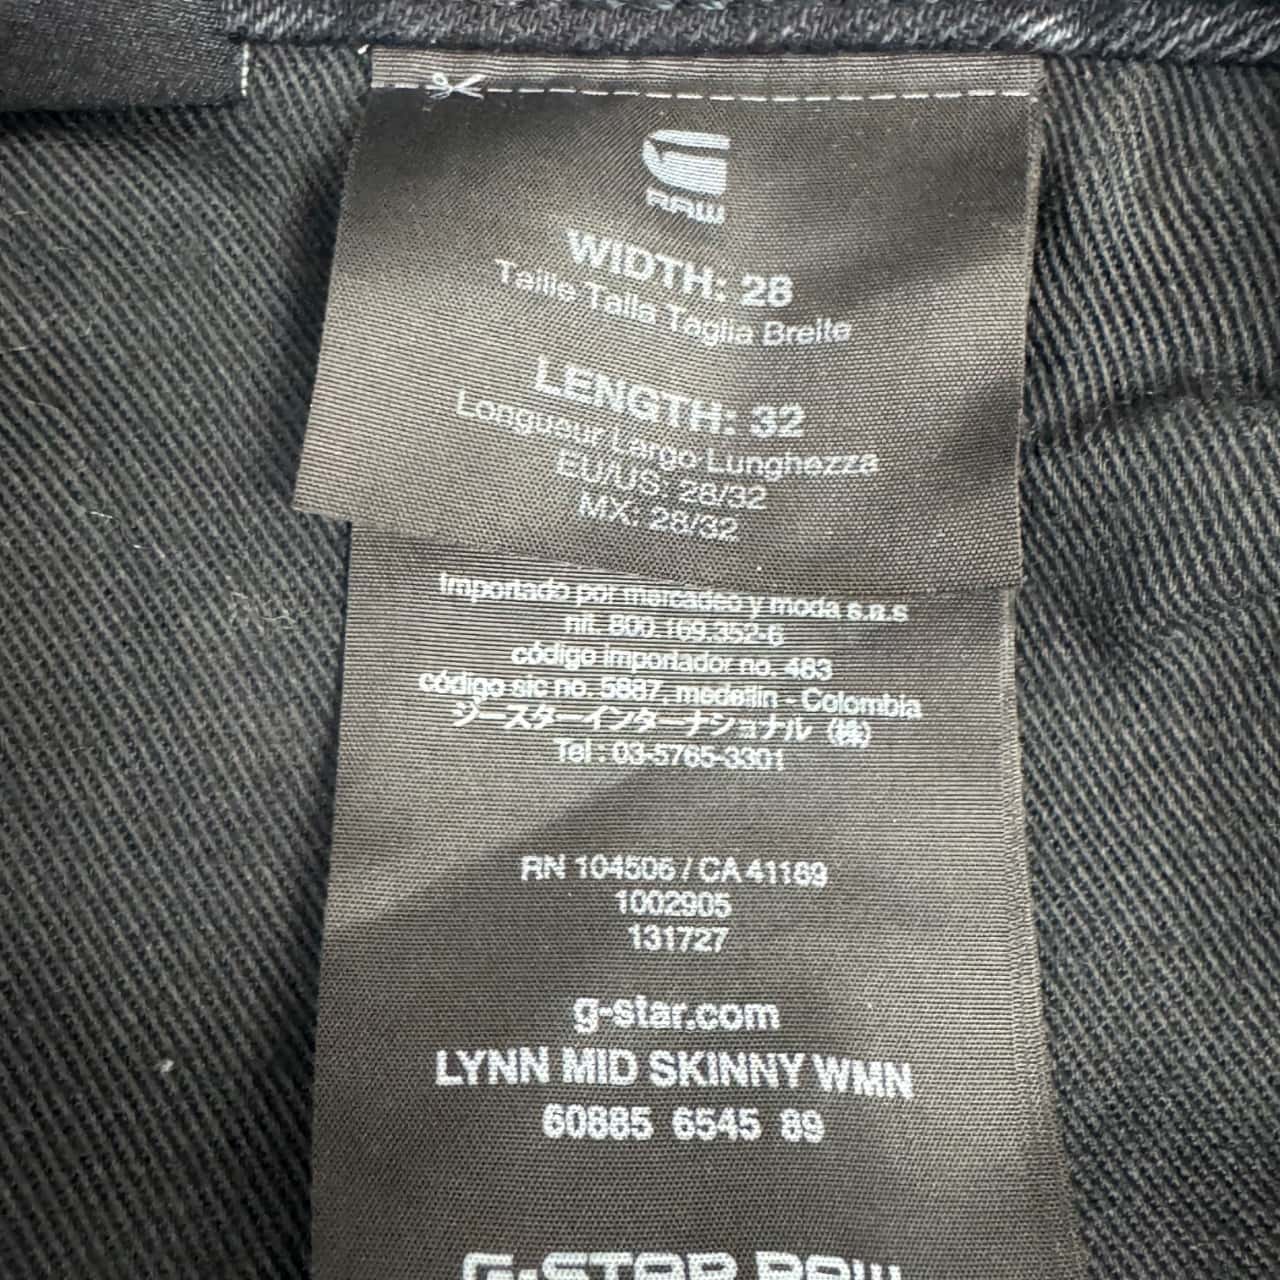 RAW
WIDTH: 28
Taille Talla Taglia Breite
LENGTH: 32
Longueur Largo Lunghezza
EU/US: 28/32
MX: 28/32
Importado por mercadeo y moda s.a.s
nit. 800.169.352-6
código importador no. 463
código sic no. 5887, medellin - Colombia
ジースターインターナショナル (株)
Tel : 03-5765-3301
RN 104506 / CA 41169
1002905
131727
g-star.com
LYNN MID SKINNY WMN
60885 6545 89
G-STAR RAW